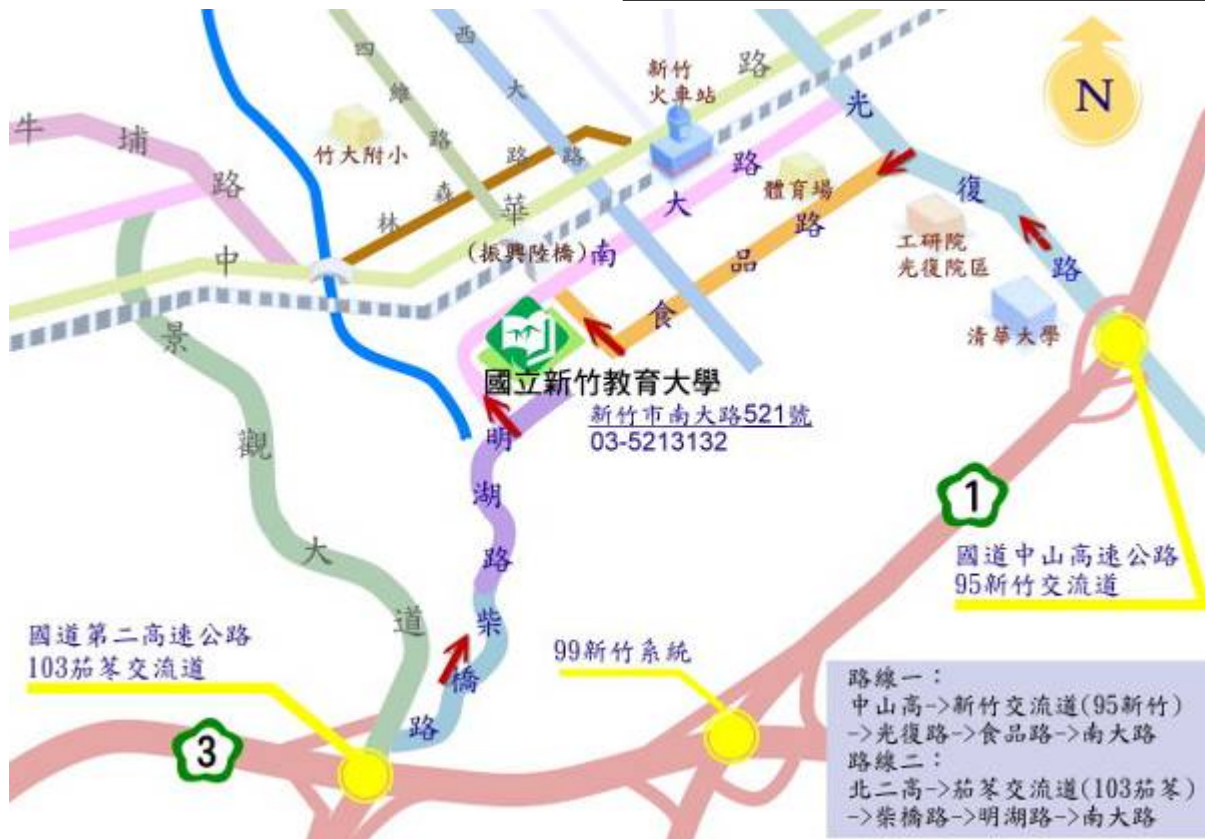 四維路
西大路
新竹
火車站
中華路
光復路
N
牛埔路
竹大附小
林森路
體育場
南大路
食品路
(振興陸橋)
工研院
光復院區
清華大學
國立新竹教育大學
新竹市南大路521號
03-5213132
景觀大道
明湖路
1
國道中山高速公路
95新竹交流道
柴橋路
國道第二高速公路
103茄苳交流道
99新竹系統
3
路線一：
中山高->新竹交流道(95新竹)
->光復路->食品路->南大路
路線二：
北二高->茄苳交流道(103茄苳)
->柴橋路->明湖路->南大路